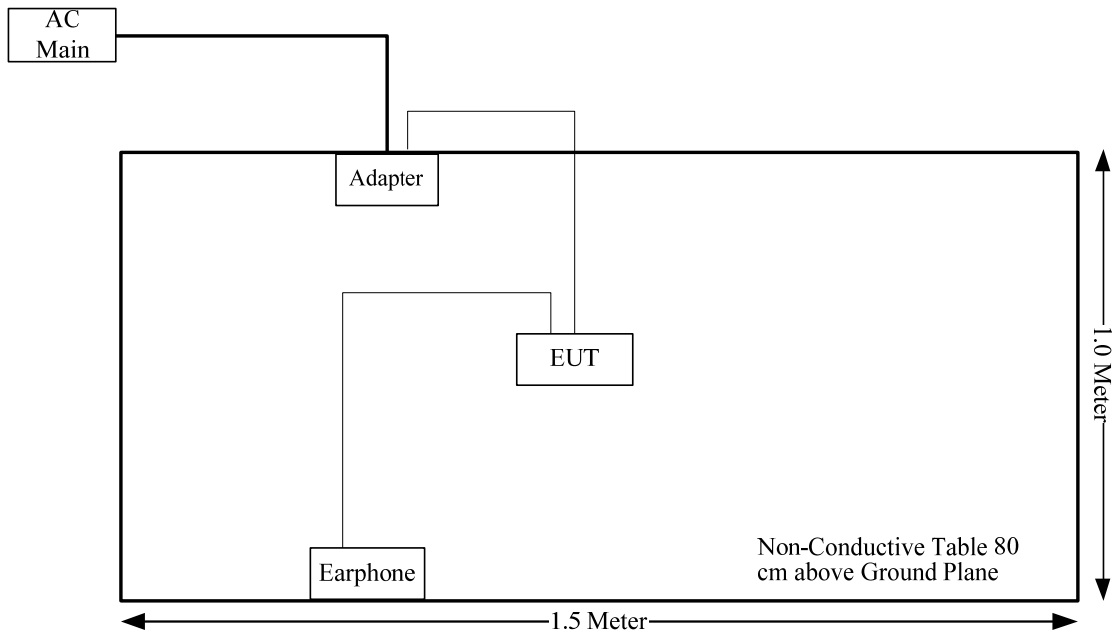 AC
Main
Adapter
EUT
1.0 Meter
Earphone
Non-Conductive Table 80
cm above Ground Plane
1.5 Meter